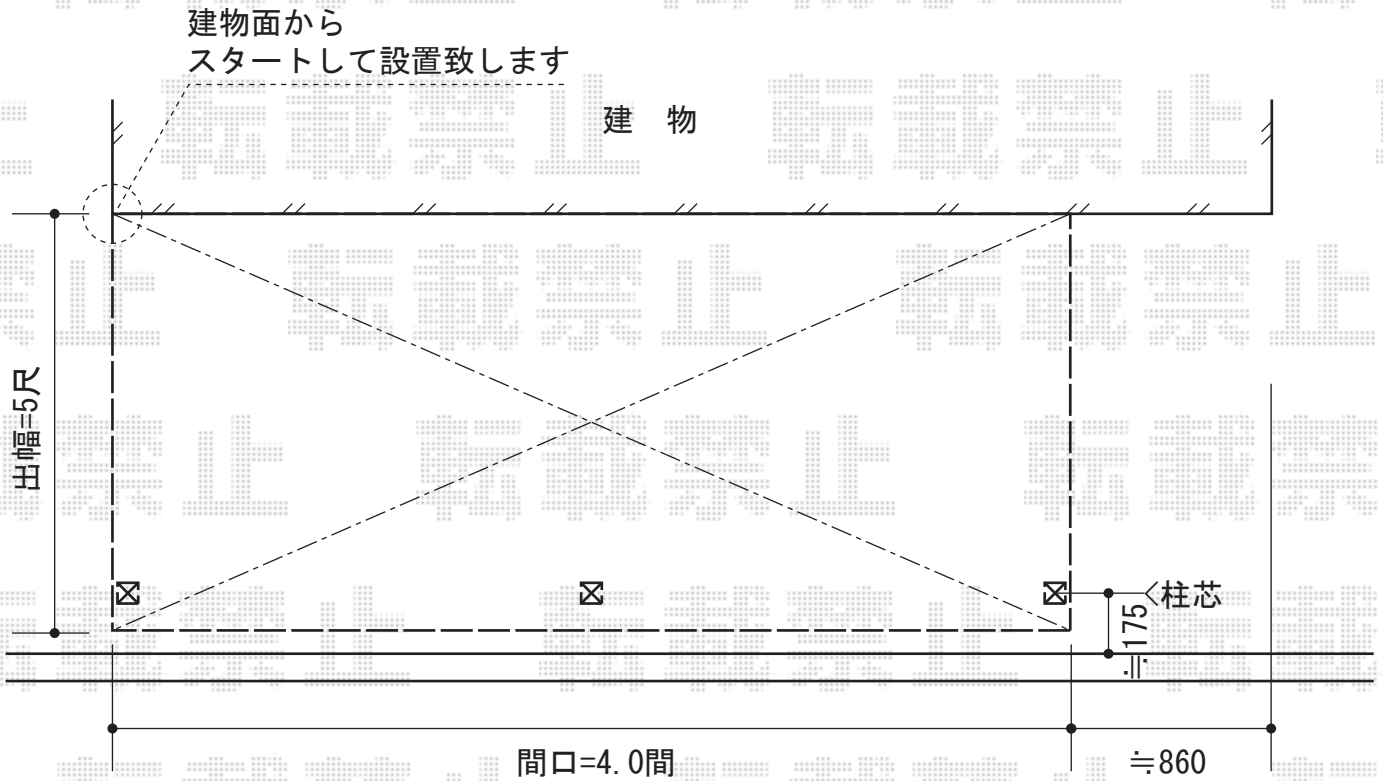 建物面から
スタートして設置致します
建　物
出幅=5尺
柱芯
≒175
間口=4.0間
≒860
転載禁止